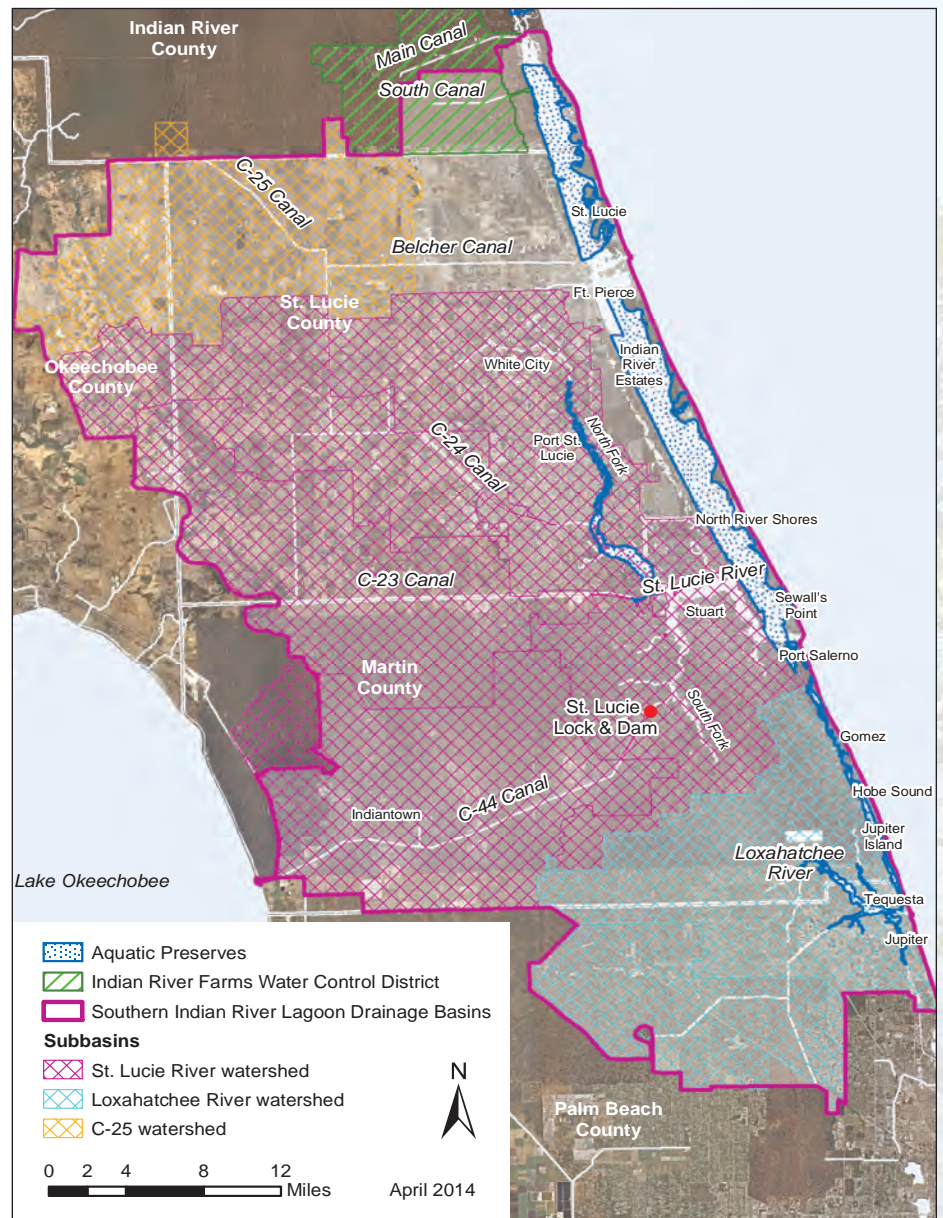 Indian River
County
Main Canal
South Canal
C-25 Canal
St. Lucie
Belcher Canal
Ft. Pierce
St. Lucie
County
Indian
River
Estates
White City
Okeechobee
County
North Fork
Port St.
Lucie
C-24 Canal
North River Shores
C-23 Canal
St. Lucie River
Sewall's
Point
Stuart
Port Salerno
Martin
County
St. Lucie
Lock & Dam
South Fork
Gomez
Hobe Sound
C-44 Canal
Indiantown
Jupiter
Island
Loxahatchee
River
Lake Okeechobee
Tequesta
Jupiter
Aquatic Preserves
Indian River Farms Water Control District
Southern Indian River Lagoon Drainage Basins
Subbasins
St. Lucie River watershed
Loxahatchee River watershed
C-25 watershed
N
Palm Beach
County
0 2 4 8 12
Miles
April 2014